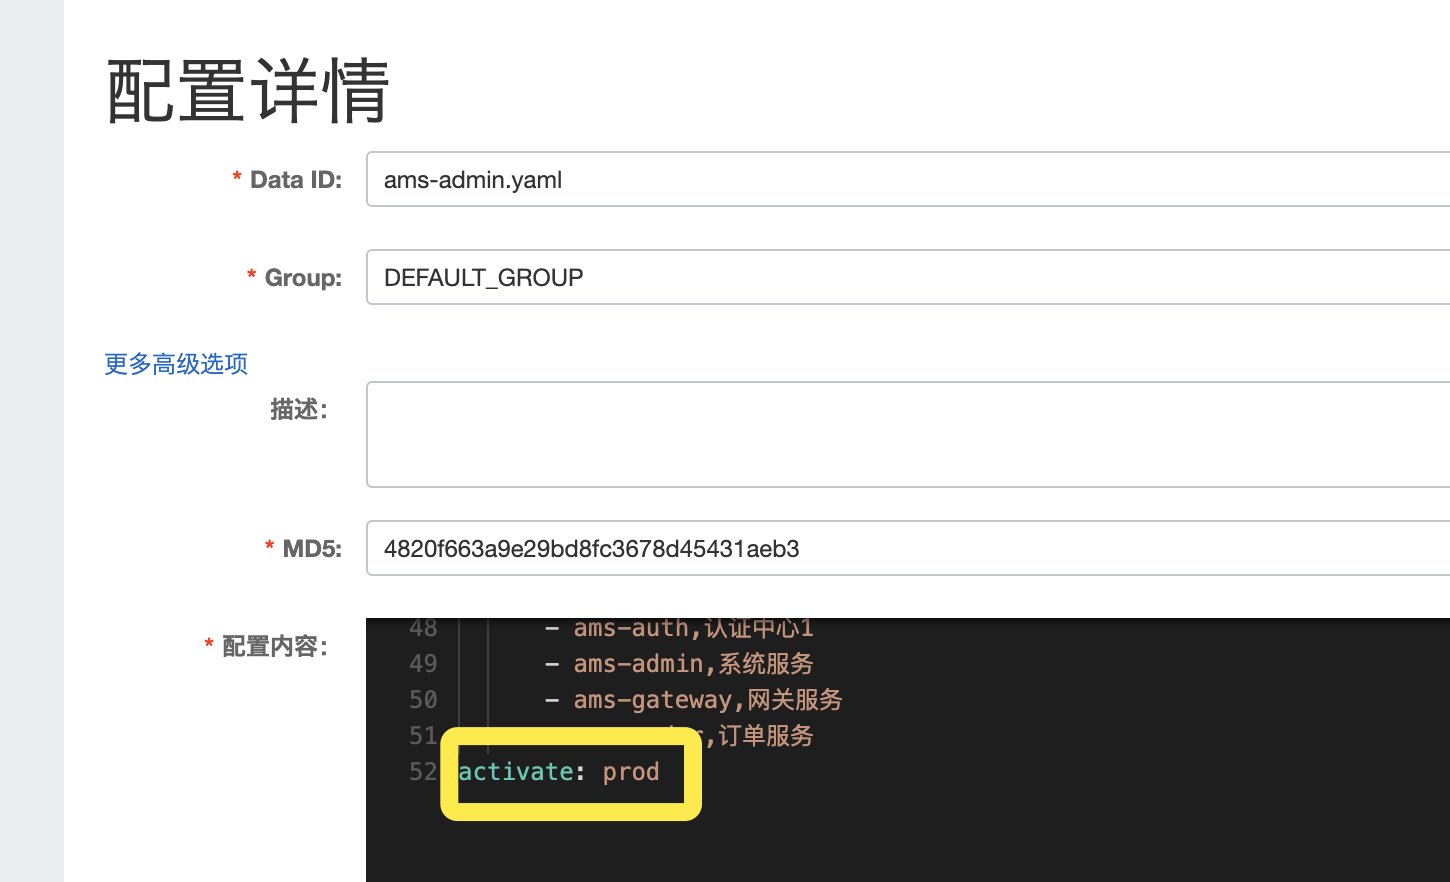 配置详情
* Data ID: ams-admin.yaml
* Group: DEFAULT_GROUP
更多高级选项
描述：
* MD5: 4820f663a9e29bd8fc3678d45431aeb3
* 配置内容：
48 - ams-auth,认证中心1
49 - ams-admin,系统服务
50 - ams-gateway,网关服务
51 ,订单服务
52 activate: prod